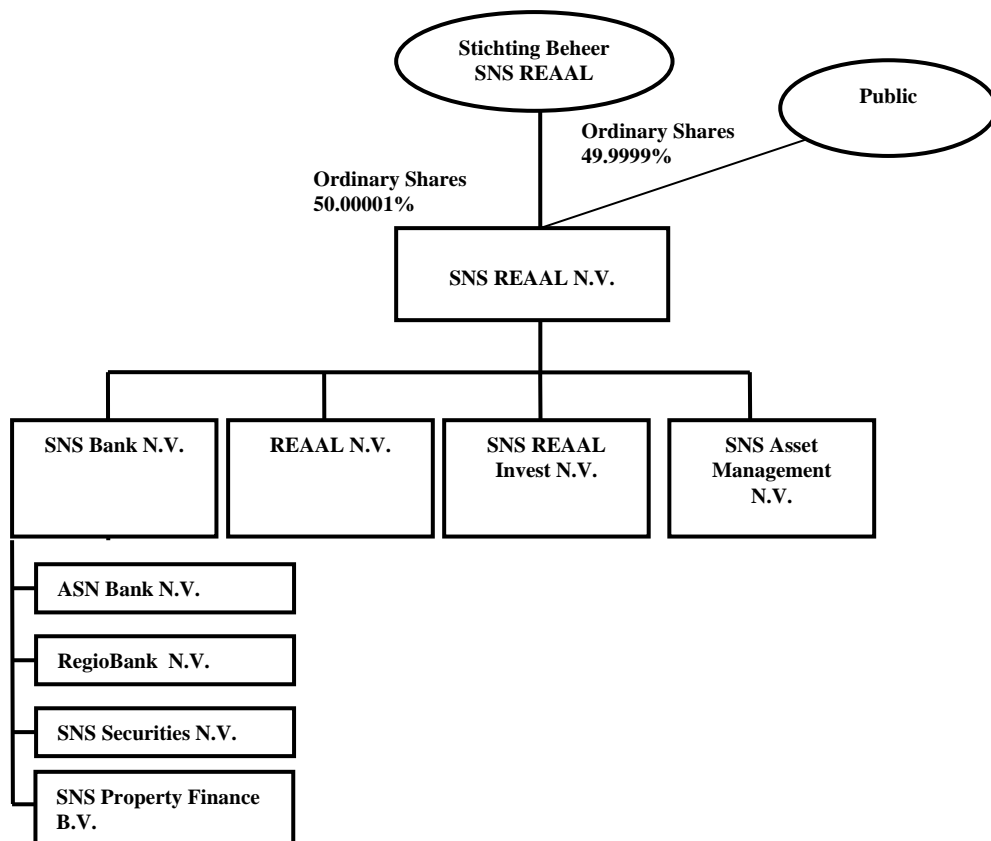 Stichting Beheer
SNS REAAL
Public
Ordinary Shares
49.9999%
Ordinary Shares
50.00001%
SNS REAAL N.V.
SNS Bank N.V.
REAAL N.V.
SNS REAAL
Invest N.V.
SNS Asset
Management
N.V.
ASN Bank N.V.
RegioBank N.V.
SNS Securities N.V.
SNS Property Finance
B.V.